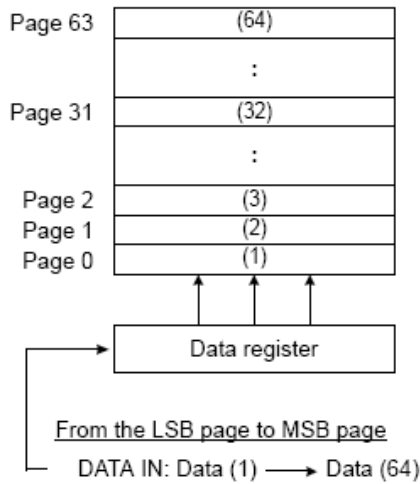 Page 63 (64)
:
Page 31 (32)
:
Page 2 (3)
Page 1 (2)
Page 0 (1)
Data register
From the LSB page to MSB page
DATA IN: Data (1) Data (64)